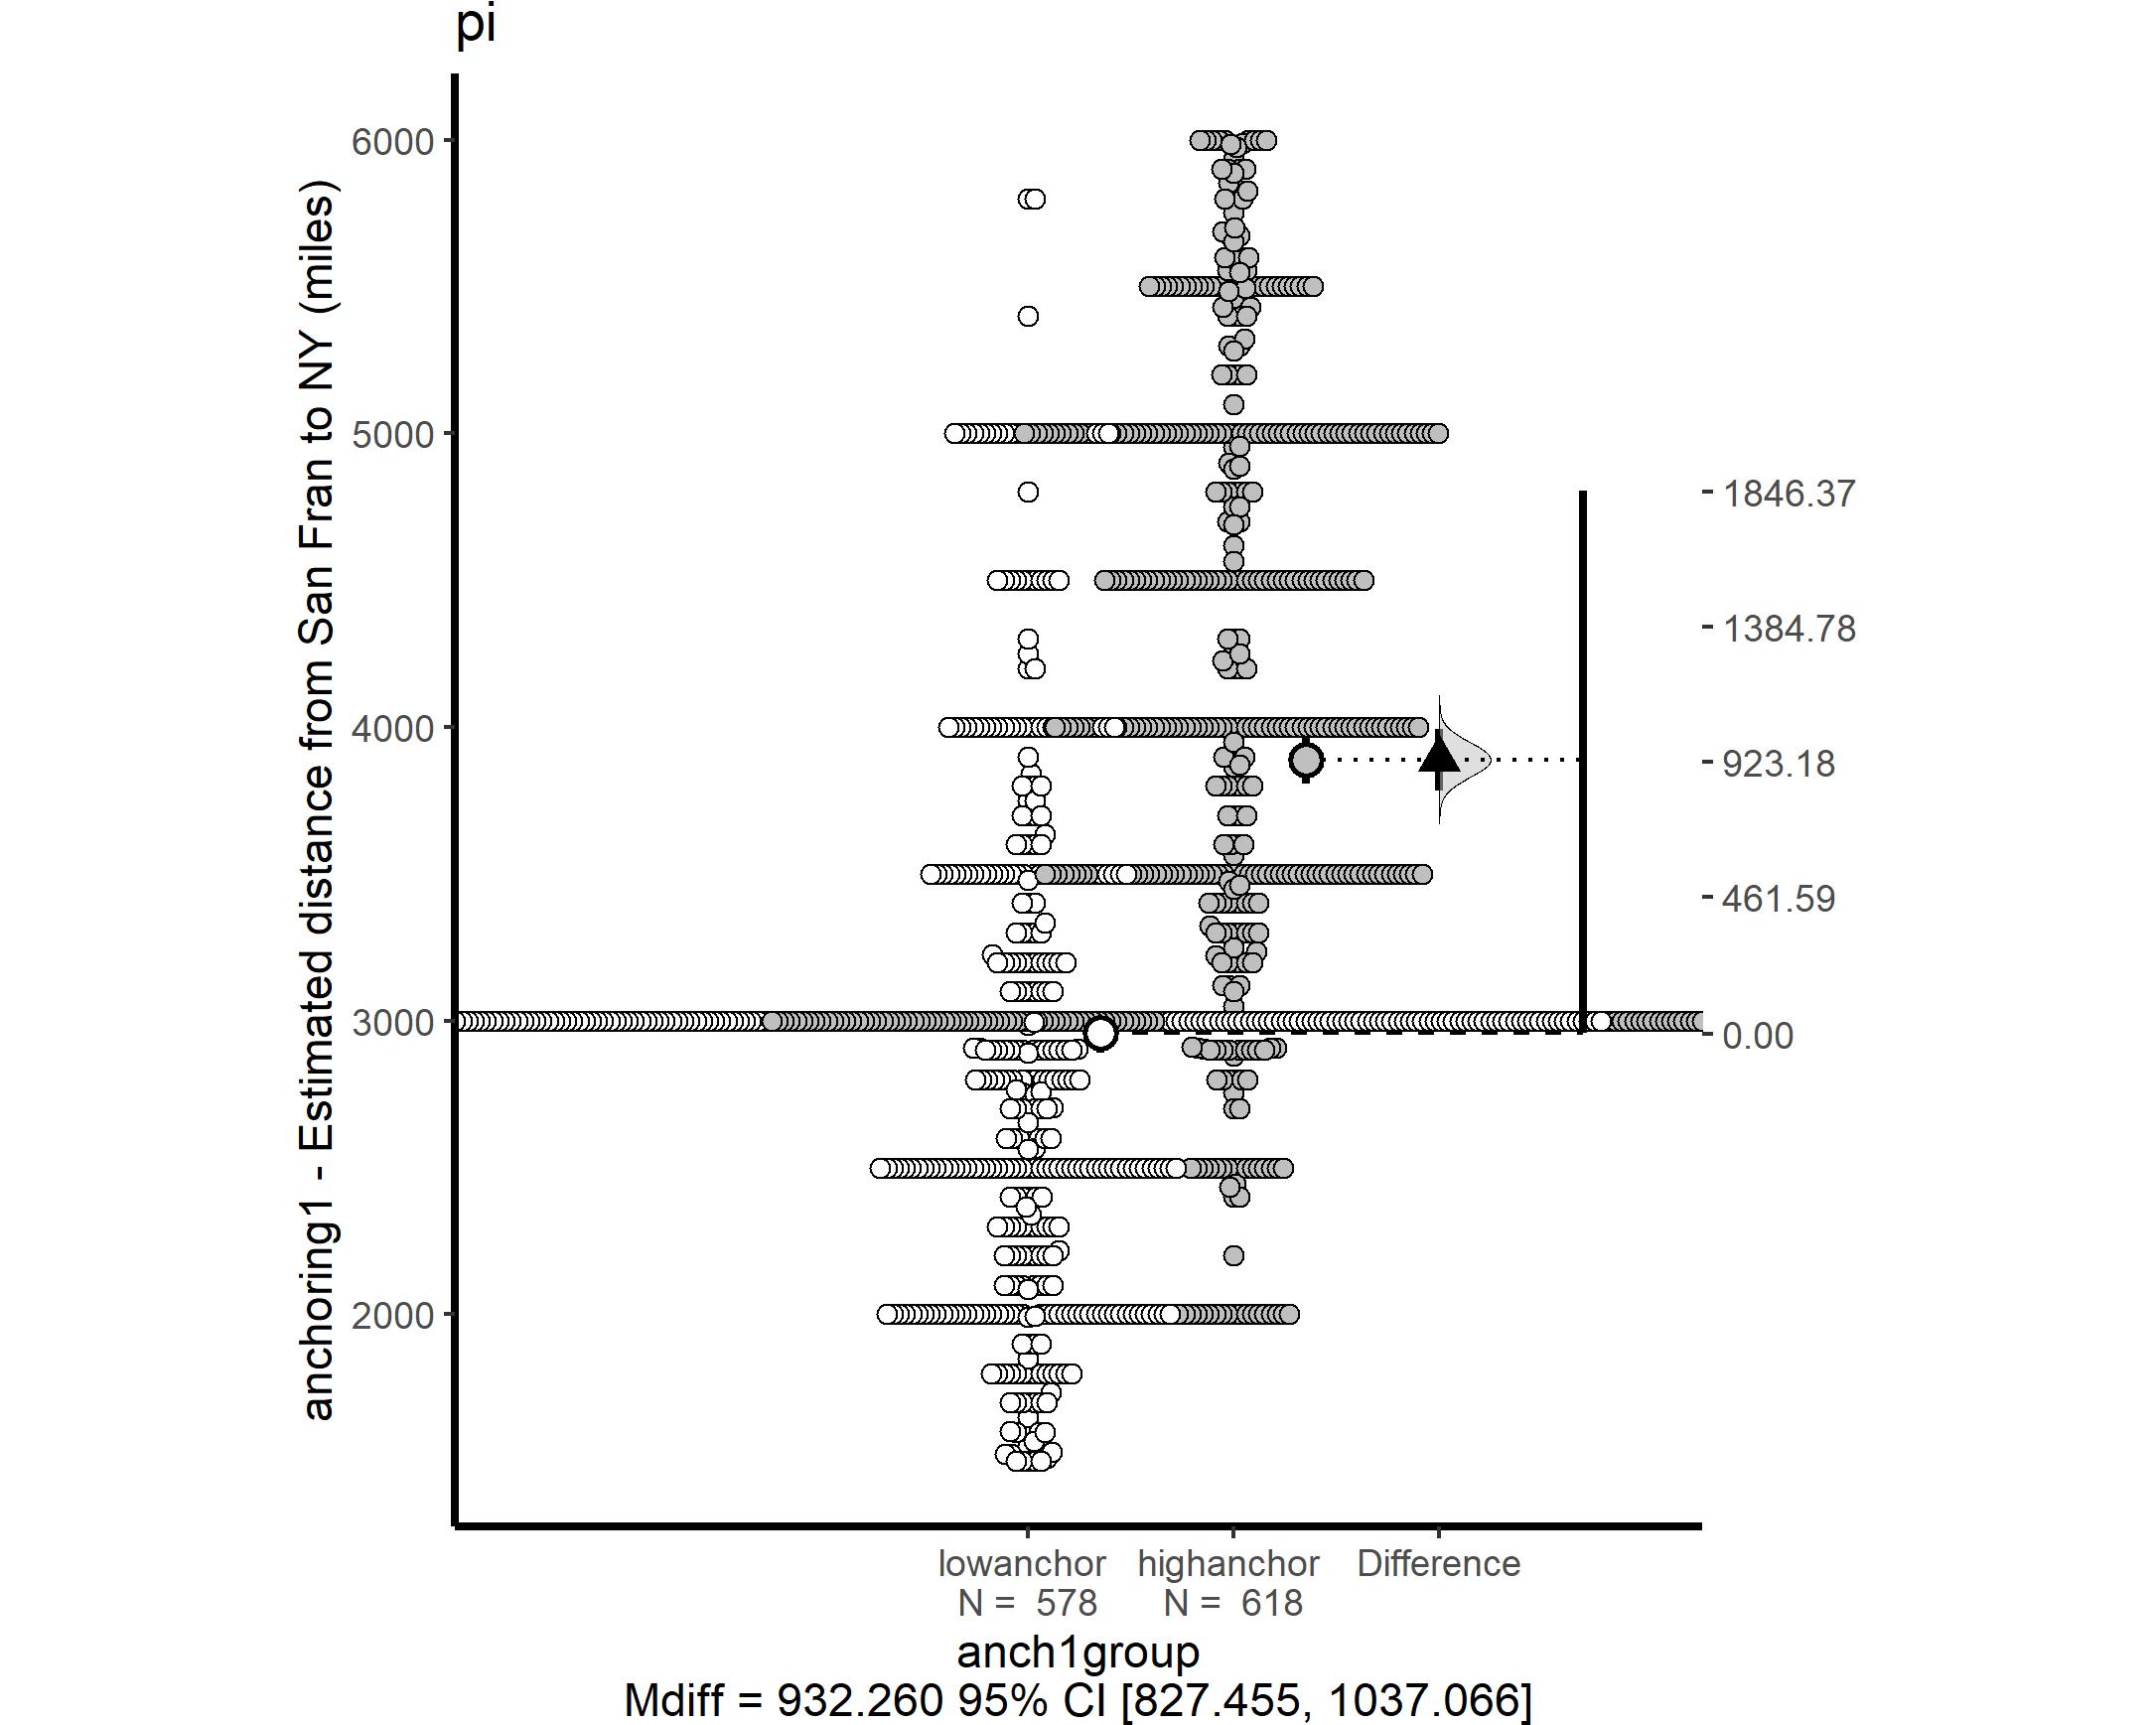 pi
anchoring1 - Estimated distance from San Fran to NY (miles)
6000
5000
4000
3000
2000
1846.37
1384.78
923.18
461.59
0.00
lowanchor highanchor Difference
N =  578 N =  618
anch1group
Mdiff = 932.260 95% CI [827.455, 1037.066]